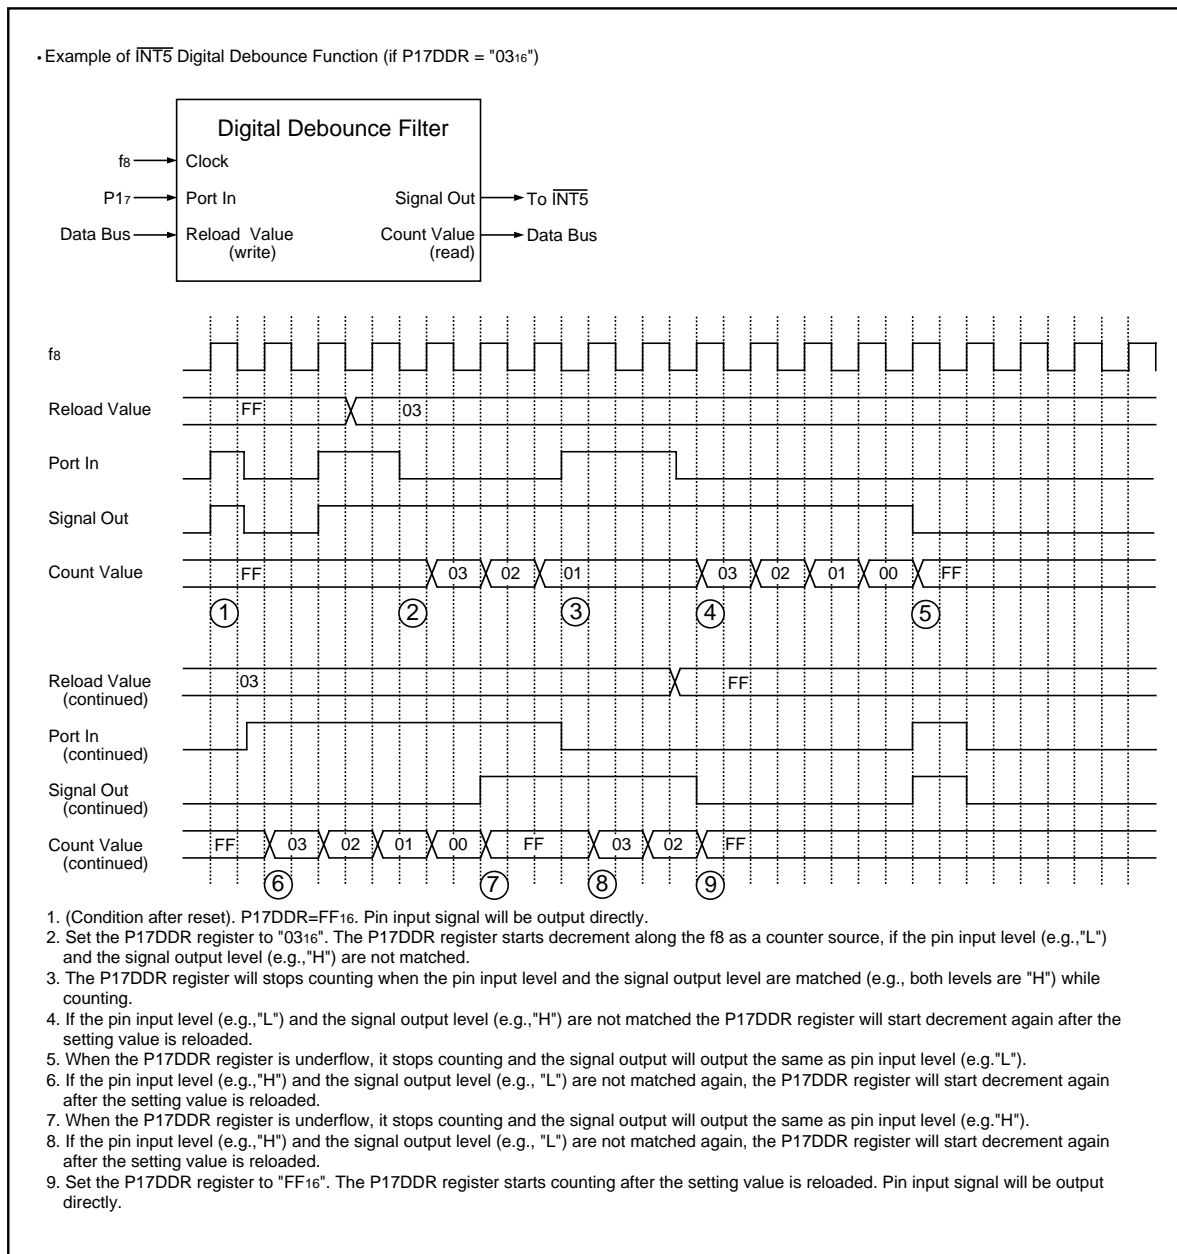 • Example of INT5 Digital Debounce Function (if P17DDR = "0316")
Digital Debounce Filter
f8
Clock
P17
Port In
Signal Out
To INT5
Data Bus
Reload Value
(write)
Count Value
(read)
Data Bus
f8
Reload Value
FF
03
Port In
Signal Out
Count Value
FF
03
02
01
03
02
01
00
FF
1
2
3
4
5
Reload Value
(continued)
03
FF
Port In
(continued)
Signal Out
(continued)
Count Value
(continued)
FF
03
02
01
00
FF
03
02
FF
6
7
8
9
1. (Condition after reset). P17DDR=FF16. Pin input signal will be output directly.
2. Set the P17DDR register to "0316". The P17DDR register starts decrement along the f8 as a counter source, if the pin input level (e.g.,"L")
and the signal output level (e.g.,"H") are not matched.
3. The P17DDR register will stops counting when the pin input level and the signal output level are matched (e.g., both levels are "H") while
counting.
4. If the pin input level (e.g.,"L") and the signal output level (e.g.,"H") are not matched the P17DDR register will start decrement again after the
setting value is reloaded.
5. When the P17DDR register is underflow, it stops counting and the signal output will output the same as pin input level (e.g."L").
6. If the pin input level (e.g.,"H") and the signal output level (e.g., "L") are not matched again, the P17DDR register will start decrement again
after the setting value is reloaded.
7. When the P17DDR register is underflow, it stops counting and the signal output will output the same as pin input level (e.g."H").
8. If the pin input level (e.g.,"H") and the signal output level (e.g., "L") are not matched again, the P17DDR register will start decrement again
after the setting value is reloaded.
9. Set the P17DDR register to "FF16". The P17DDR register starts counting after the setting value is reloaded. Pin input signal will be output
directly.